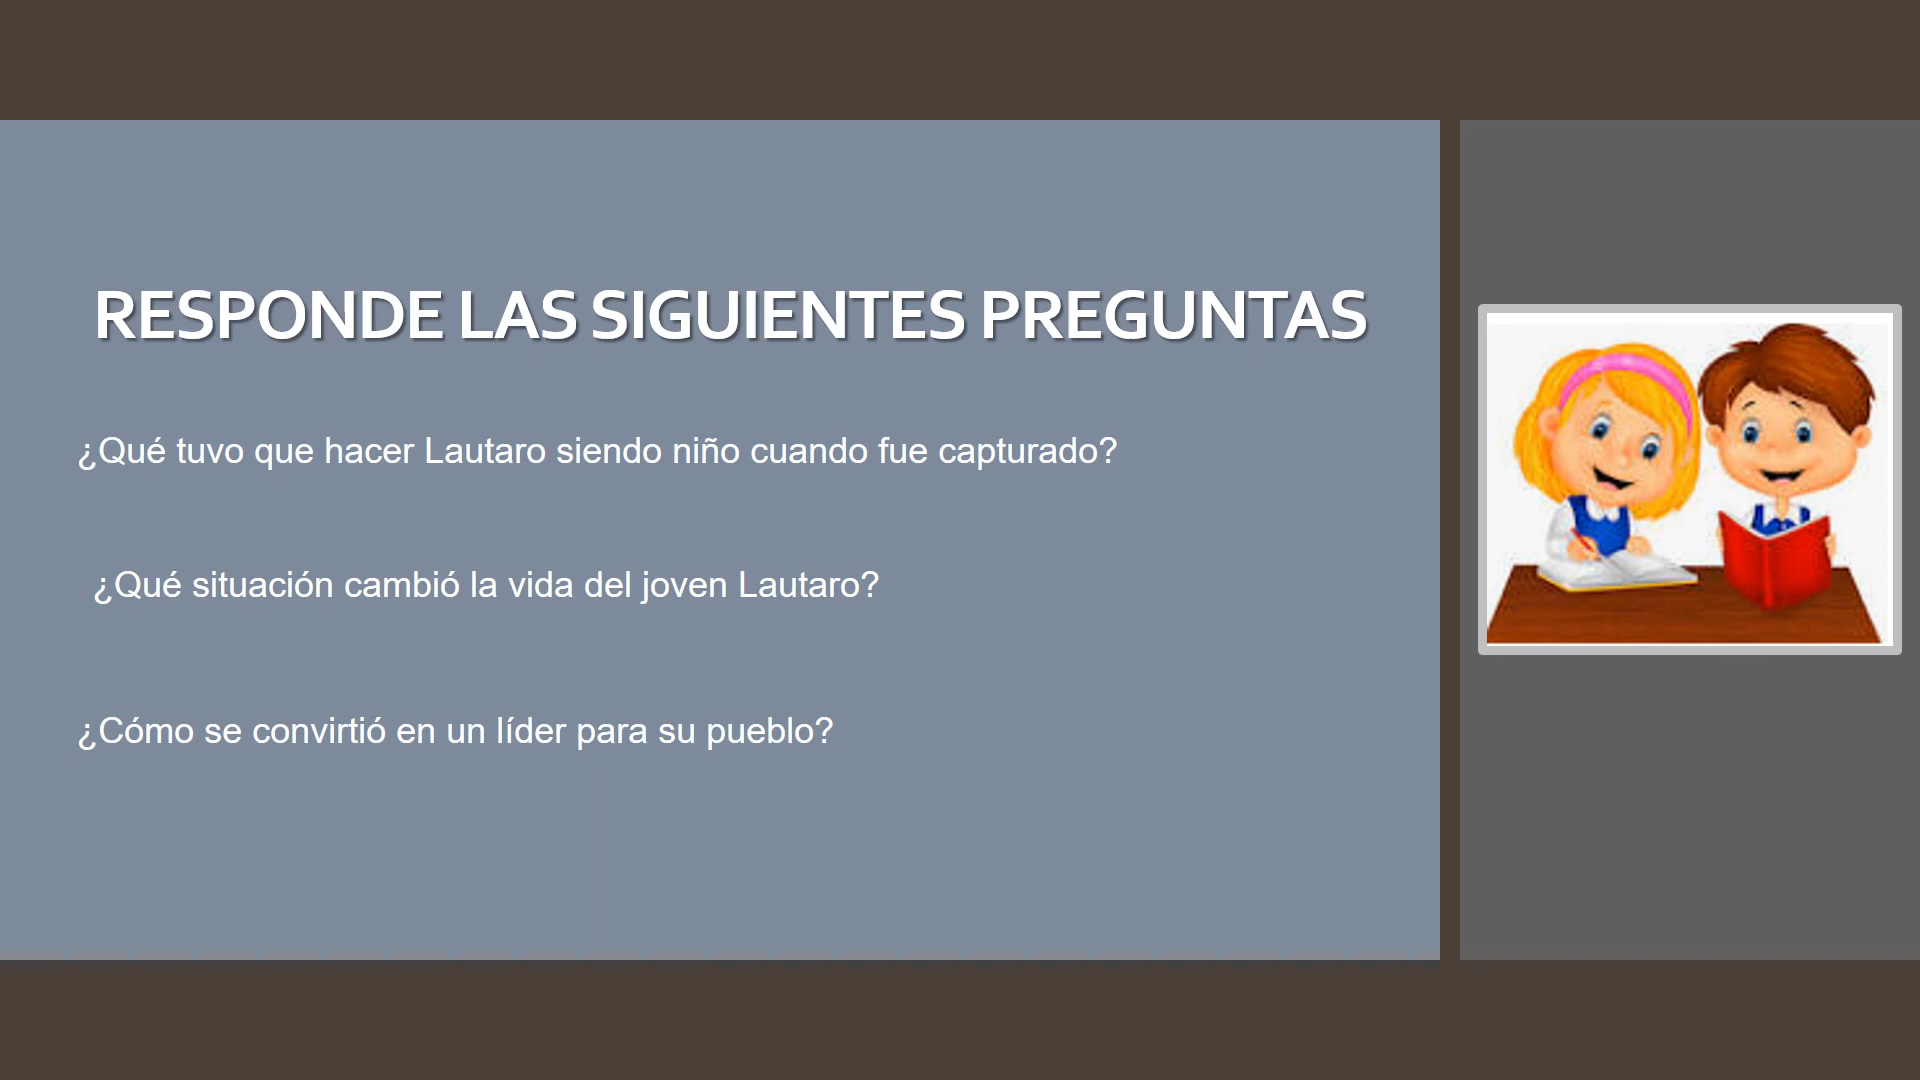 RESPONDE LAS SIGUIENTES PREGUNTAS
¿Qué tuvo que hacer Lautaro siendo niño cuando fue capturado?
¿Qué situación cambió la vida del joven Lautaro?
¿Cómo se convirtió en un líder para su pueblo?